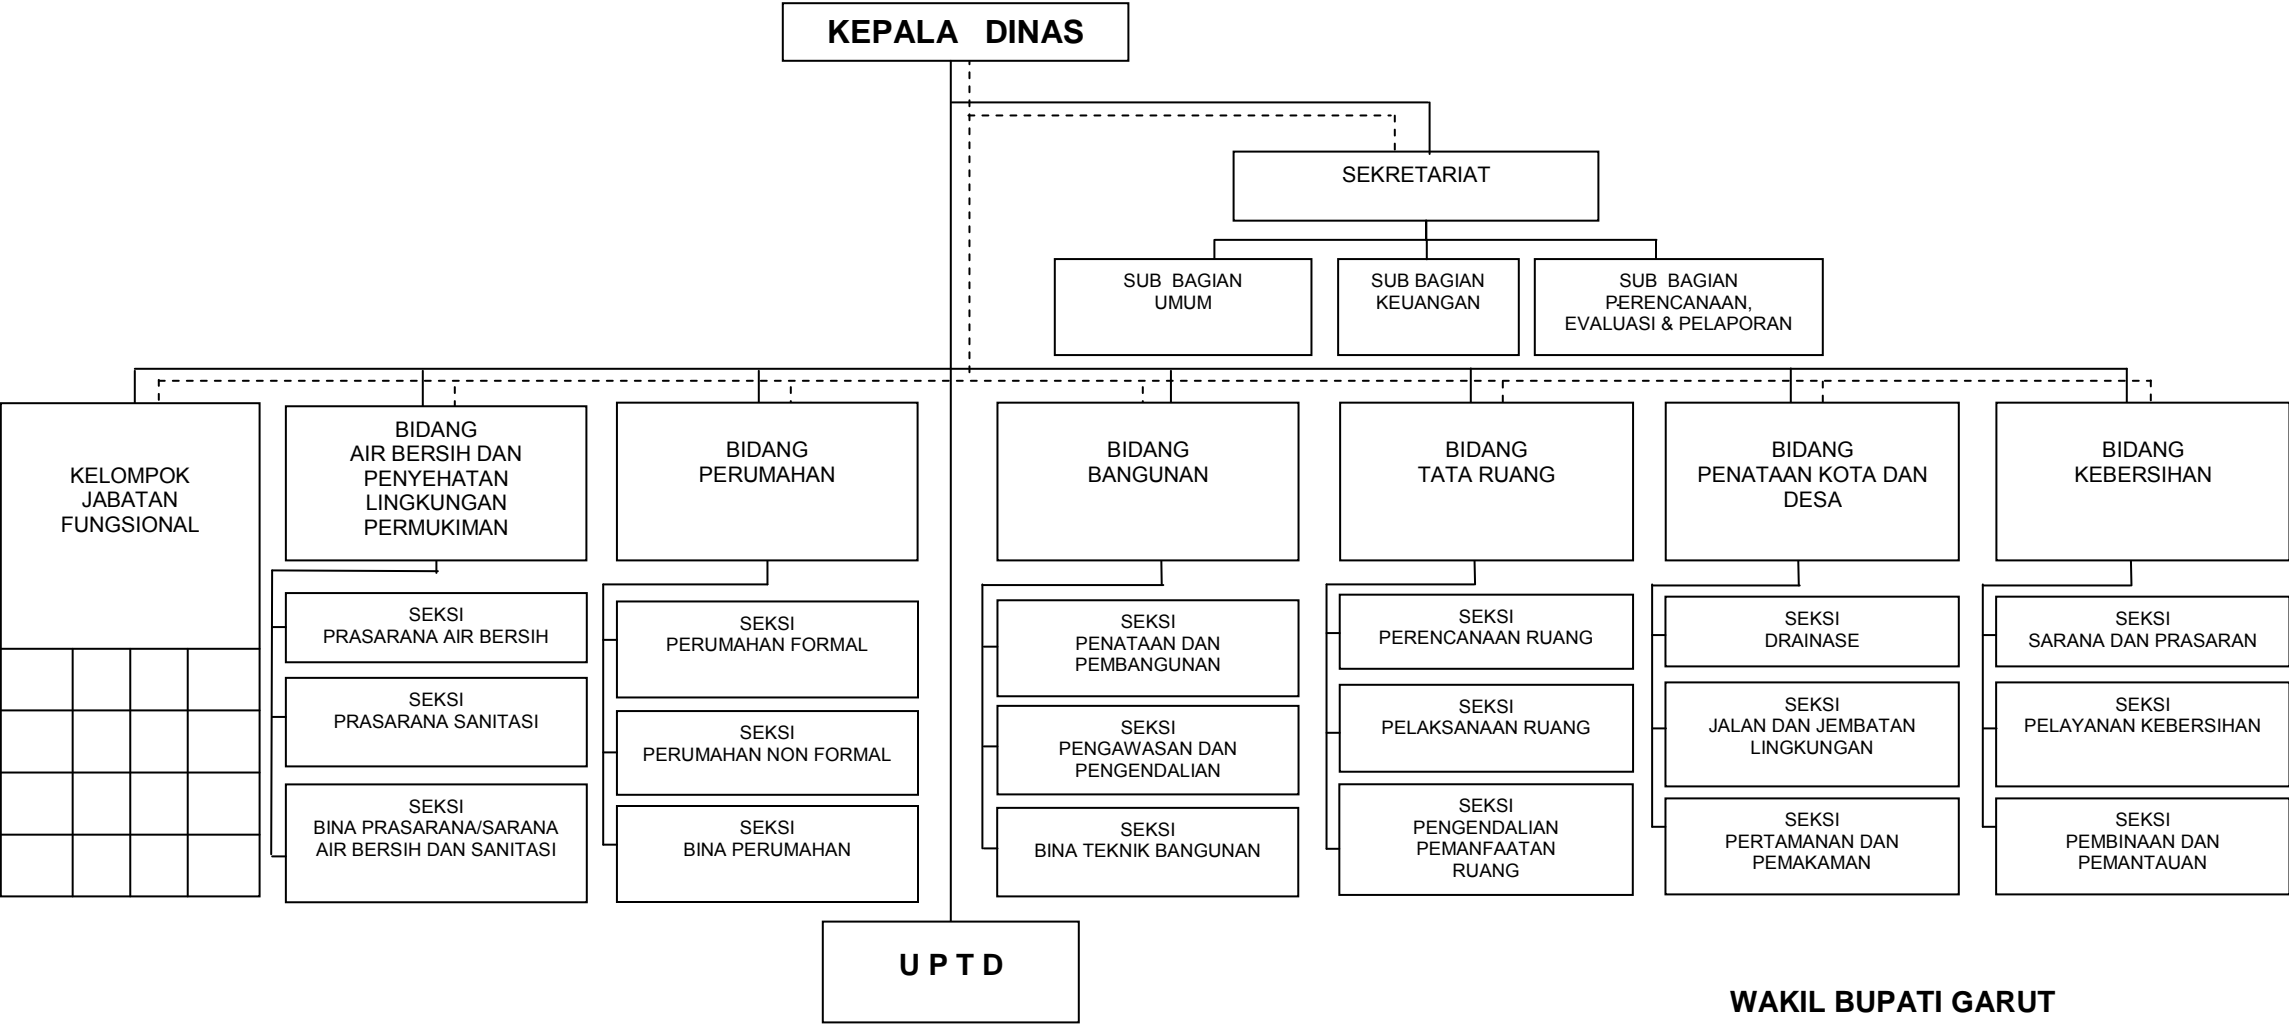 KEPALA DINAS
SEKRETARIAT
SUB BAGIAN
UMUM
SUB BAGIAN
KEUANGAN
SUB BAGIAN
PERENCANAAN,
EVALUASI & PELAPORAN
KELOMPOK
JABATAN
FUNGSIONAL
BIDANG
AIR BERSIH DAN
PENYEHATAN
LINGKUNGAN
PERMUKIMAN
BIDANG
PERUMAHAN
BIDANG
BANGUNAN
BIDANG
TATA RUANG
BIDANG
PENATAAN KOTA DAN
DESA
BIDANG
KEBERSIHAN
SEKSI
PRASARANA AIR BERSIH
SEKSI
PRASARANA SANITASI
SEKSI
BINA PRASARANA/SARANA
AIR BERSIH DAN SANITASI
SEKSI
PERUMAHAN FORMAL
SEKSI
PERUMAHAN NON FORMAL
SEKSI
BINA PERUMAHAN
SEKSI
PENATAAN DAN
PEMBANGUNAN
SEKSI
PENGAWASAN DAN
PENGENDALIAN
SEKSI
BINA TEKNIK BANGUNAN
SEKSI
PERENCANAAN RUANG
SEKSI
PELAKSANAAN RUANG
SEKSI
PENGENDALIAN
PEMANFAATAN
RUANG
SEKSI
DRAINASE
SEKSI
JALAN DAN JEMBATAN
LINGKUNGAN
SEKSI
PERTAMANAN DAN
PEMAKAMAN
SEKSI
SARANA DAN PRASARAN
SEKSI
PELAYANAN KEBERSIHAN
SEKSI
PEMBINAAN DAN
PEMANTAUAN
U P T D
WAKIL BUPATI GARUT